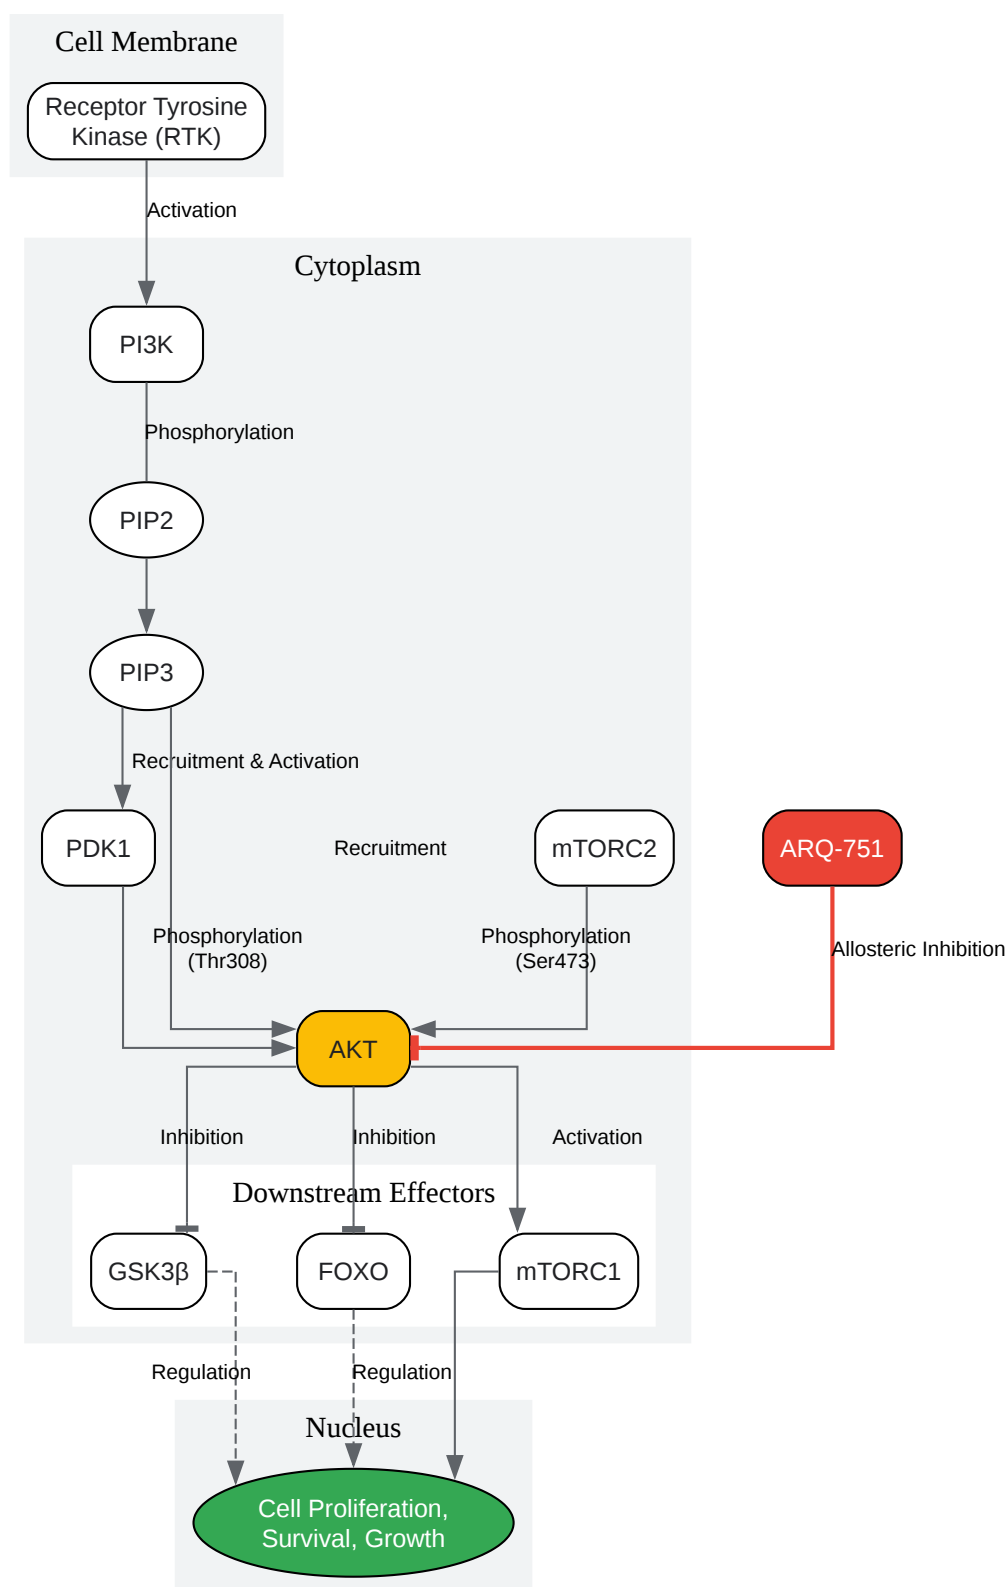 Cell Membrane
Receptor Tyrosine
Kinase (RTK)
Activation
Cytoplasm
PI3K
Phosphorylation
PIP2
PIP3
Recruitment & Activation
PDK1
Recruitment
mTORC2
ARQ-751
Phosphorylation
(Thr308)
Phosphorylation
(Ser473)
Allosteric Inhibition
AKT
Inhibition
Inhibition
Activation
Downstream Effectors
GSK3β
FOXO
mTORC1
Regulation
Regulation
Nucleus
Cell Proliferation,
Survival, Growth